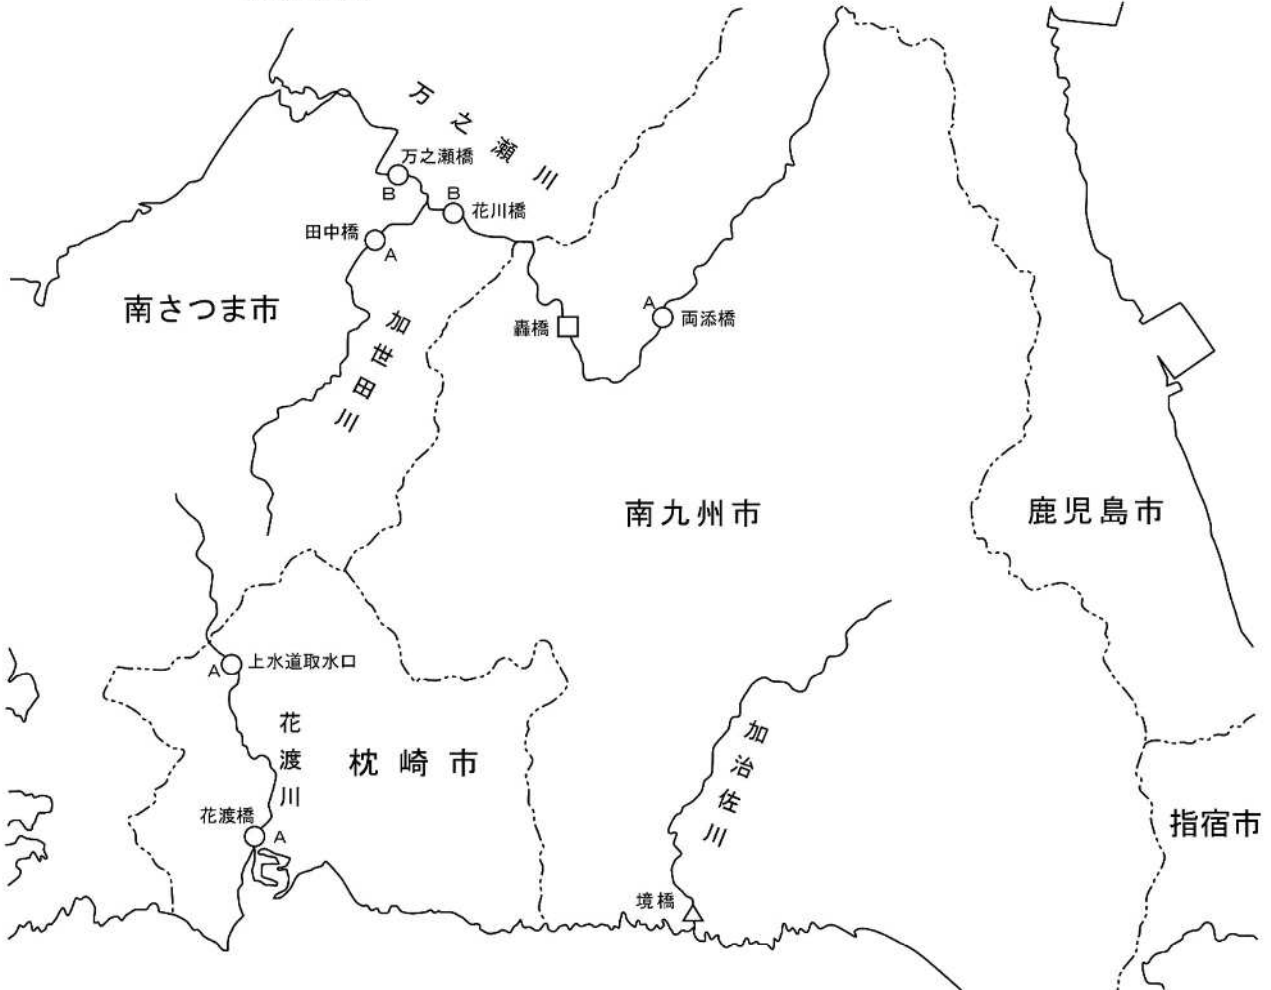 万之瀬川
万之瀬橋
B
B
花川橋
田中橋
A
南さつま市
加世田川
轟橋
A
両添橋
南九州市
鹿児島市
A
上水道取水口
花渡川
枕崎市
花渡橋
A
加治佐川
境橋
指宿市